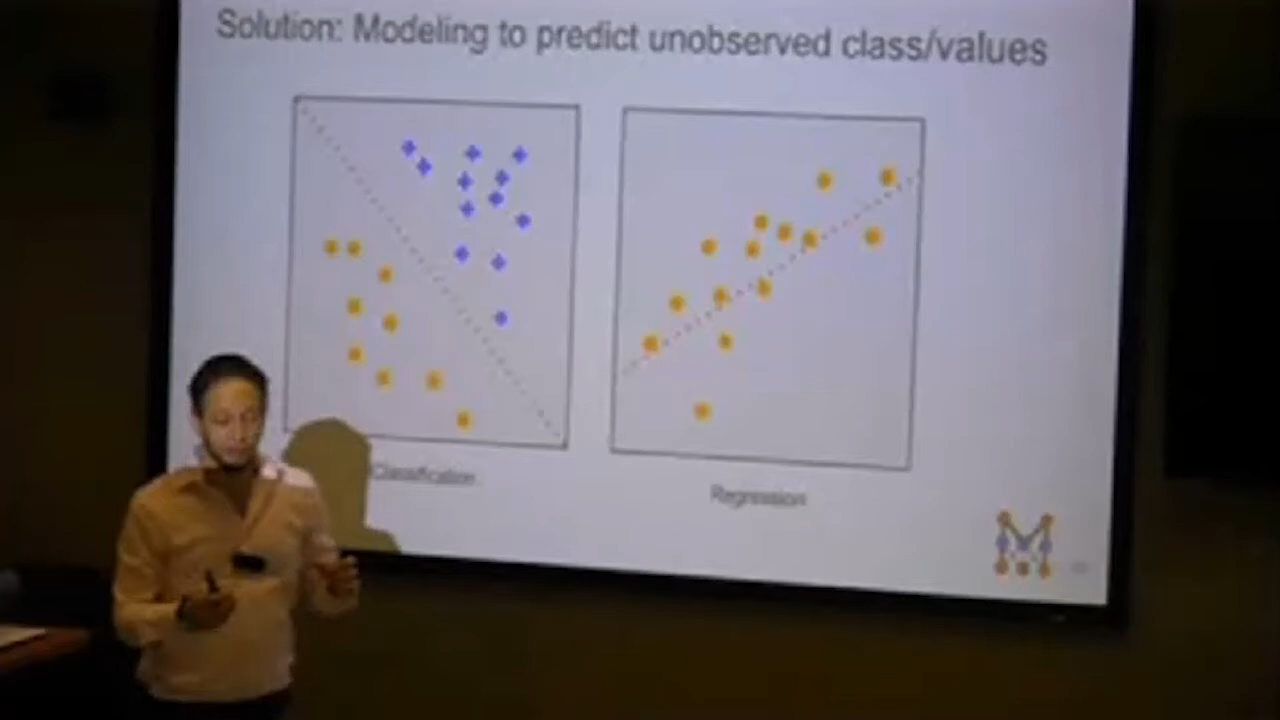 Solution: Modeling to predict unobserved class/values
Classification
Regression